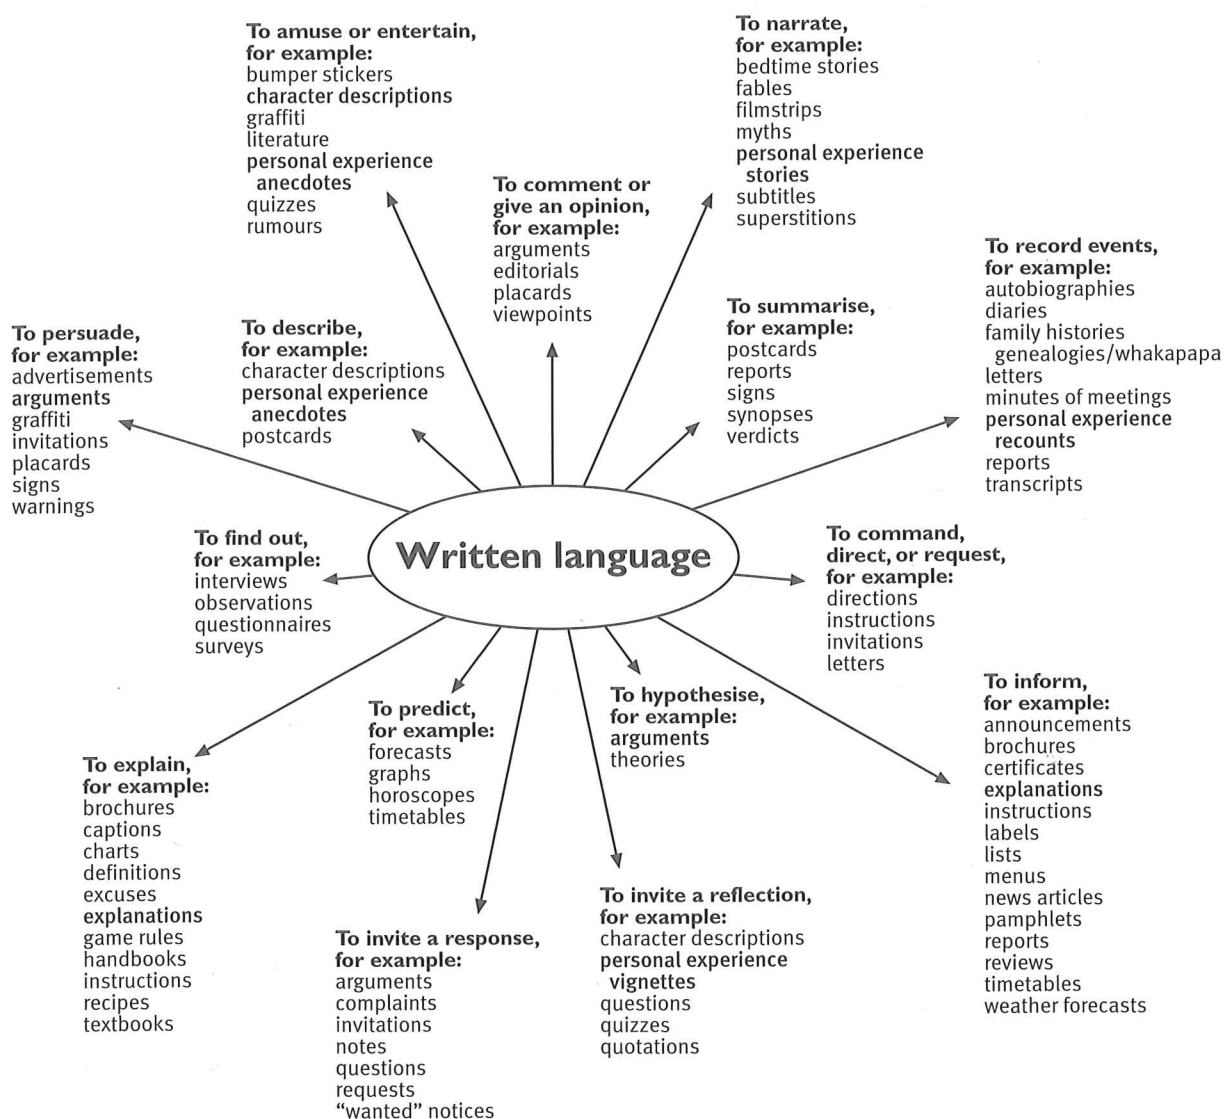 To amuse or entertain,
for example:
bumper stickers
character descriptions
graffiti
literature
personal experience
anecdotes
quizzes
rumours
To narrate,
for example:
bedtime stories
fables
filmstrips
myths
personal experience
stories
subtitles
superstitions
To comment or
give an opinion,
for example:
arguments
editorials
placards
viewpoints
To record events,
for example:
autobiographies
diaries
family histories
genealogies/whakapapa
letters
minutes of meetings
personal experience
recounts
reports
transcripts
To summarise,
for example:
postcards
reports
signs
synopses
verdicts
To describe,
for example:
character descriptions
personal experience
anecdotes
postcards
To persuade,
for example:
advertisements
arguments
graffiti
invitations
placards
signs
warnings
Written language
To find out,
for example:
interviews
observations
questionnaires
surveys
To command,
direct, or request,
for example:
directions
instructions
invitations
letters
To predict,
for example:
forecasts
graphs
horoscopes
timetables
To hypothesise,
for example:
arguments
theories
To inform,
for example:
announcements
brochures
certificates
explanations
instructions
labels
lists
menus
news articles
pamphlets
reports
reviews
timetables
weather forecasts
To explain,
for example:
brochures
captions
charts
definitions
excuses
explanations
game rules
handbooks
instructions
recipes
textbooks
To invite a response,
for example:
arguments
complaints
invitations
notes
questions
requests
“wanted” notices
To invite a reflection,
for example:
character descriptions
personal experience
vignettes
questions
quizzes
quotations